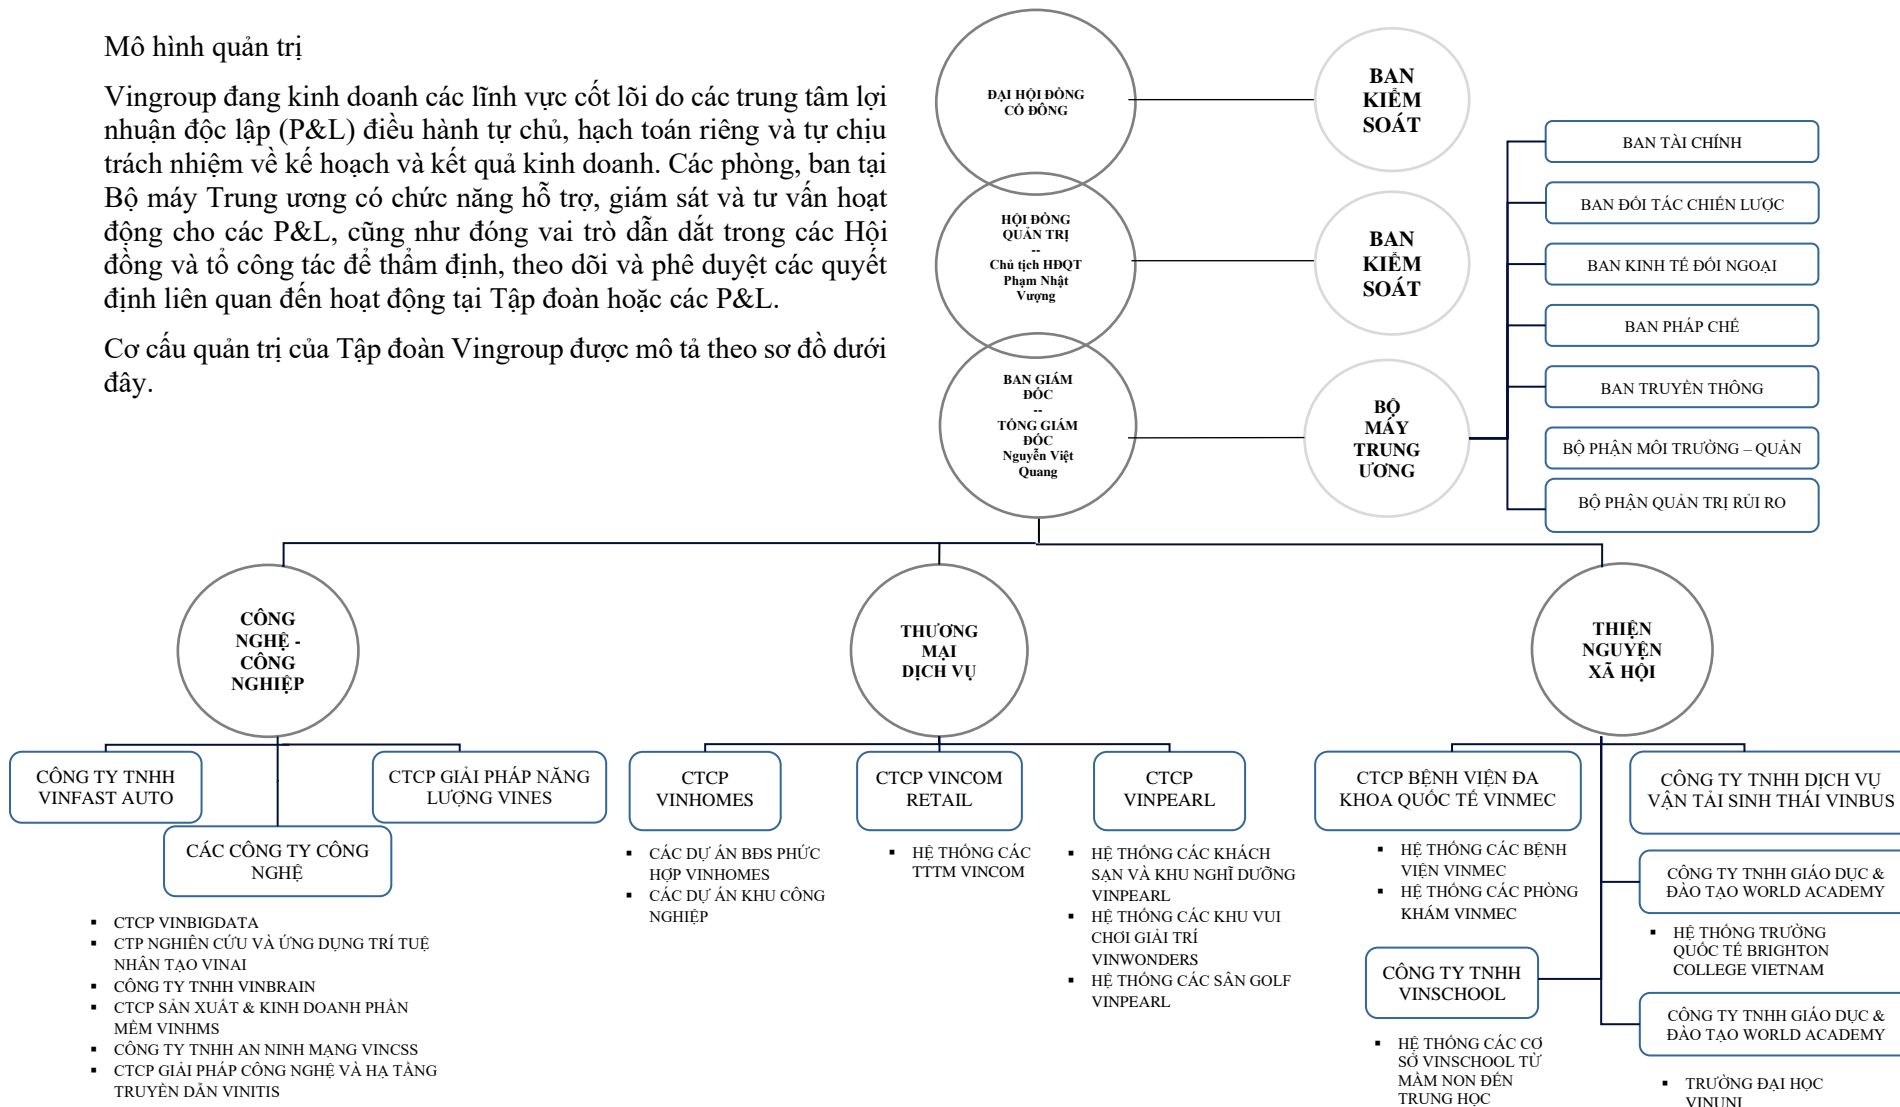 Mô hình quản trị
Vingroup đang kinh doanh các lĩnh vực cốt lõi do các trung tâm lợi
nhuận độc lập (P&L) điều hành tự chủ, hạch toán riêng và tự chịu
trách nhiệm về kế hoạch và kết quả kinh doanh. Các phòng, ban tại
Bộ máy Trung ương có chức năng hỗ trợ, giám sát và tư vấn hoạt
động cho các P&L, cũng như đóng vai trò dẫn dắt trong các Hội
đồng và tổ công tác để thẩm định, theo dõi và phê duyệt các quyết
định liên quan đến hoạt động tại Tập đoàn hoặc các P&L.
Cơ cấu quản trị của Tập đoàn Vingroup được mô tả theo sơ đồ dưới
đây.
ĐẠI HỘI ĐỒNG
CỔ ĐÔNG
BAN
KIỂM
SOÁT
HỘI ĐỒNG
QUẢN TRỊ
--
Chủ tịch HĐQT
Phạm Nhật
Vượng
BAN
KIỂM
SOÁT
BAN GIÁM
ĐỐC
--
TỔNG GIÁM
ĐỐC
Nguyễn Việt
Quang
BỘ
MÁY
TRUNG
ƯƠNG
BAN TÀI CHÍNH
BAN ĐỐI TÁC CHIẾN LƯỢC
BAN KINH TẾ ĐỐI NGOẠI
BAN PHÁP CHẾ
BAN TRUYỀN THÔNG
BỘ PHẬN MÔI TRƯỜNG – QUẢN
BỘ PHẬN QUẢN TRỊ RỦI RO
CÔNG
NGHỆ -
CÔNG
NGHIỆP
CÔNG TY TNHH
VINFAST AUTO
CTCP GIẢI PHÁP NĂNG
LƯỢNG VINES
CÁC CÔNG TY CÔNG
NGHỆ
▪ CTCP VINBIGDATA
▪ CTP NGHIÊN CỨU VÀ ỨNG DỤNG TRÍ TUỆ
NHÂN TẠO VINAI
▪ CÔNG TY TNHH VINBRAIN
▪ CTCP SẢN XUẤT & KINH DOANH PHẦN
MỀM VINHMS
▪ CÔNG TY TNHH AN NINH MẠNG VINCSS
▪ CTCP GIẢI PHÁP CÔNG NGHỆ VÀ HẠ TẦNG
TRUYỀN DẪN VINITIS
THƯƠNG
MẠI
DỊCH VỤ
CTCP
VINHOMES
▪ CÁC DỰ ÁN BĐS PHỨC
HỢP VINHOMES
▪ CÁC DỰ ÁN KHU CÔNG
NGHIỆP
CTCP VINCOM
RETAIL
▪ HỆ THỐNG CÁC
TTTM VINCOM
CTCP
VINPEARL
▪ HỆ THỐNG CÁC KHÁCH
SẠN VÀ KHU NGHĨ DƯỠNG
VINPEARL
▪ HỆ THỐNG CÁC KHU VUI
CHƠI GIẢI TRÍ
VINWONDERS
▪ HỆ THỐNG CÁC SÂN GOLF
VINPEARL
THIỆN
NGUYỆN
XÃ HỘI
CTCP BỆNH VIỆN ĐA
KHOA QUỐC TẾ VINMEC
▪ HỆ THỐNG CÁC BỆNH
VIỆN VINMEC
▪ HỆ THỐNG CÁC PHÒNG
KHÁM VINMEC
CÔNG TY TNHH
VINSCHOOL
▪ HỆ THỐNG CÁC CƠ
SỞ VINSCHOOL TỪ
MẦM NON ĐẾN
TRUNG HỌC
CÔNG TY TNHH DỊCH VỤ
VẬN TẢI SINH THÁI VINBUS
CÔNG TY TNHH GIÁO DỤC &
ĐÀO TẠO WORLD ACADEMY
▪ HỆ THỐNG TRƯỜNG
QUỐC TẾ BRIGHTON
COLLEGE VIETNAM
CÔNG TY TNHH GIÁO DỤC &
ĐÀO TẠO WORLD ACADEMY
▪ TRƯỜNG ĐẠI HỌC
VINUNI